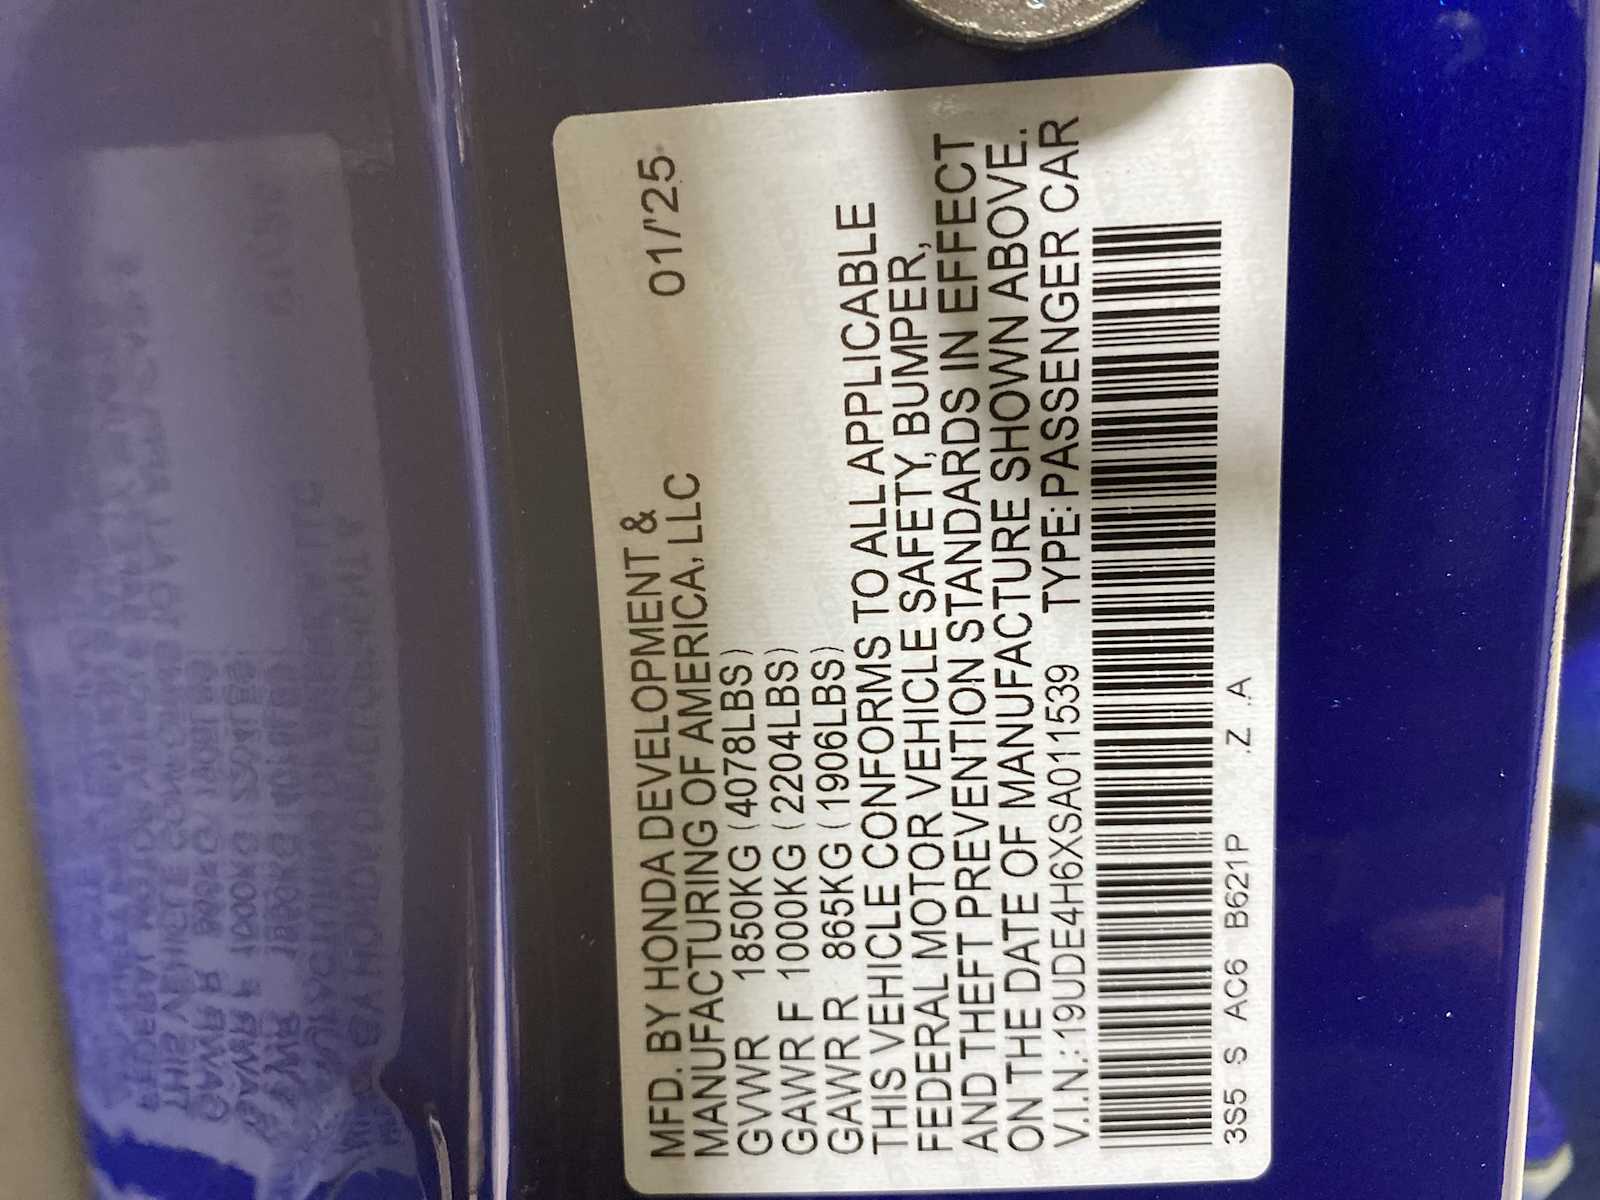 MFD. BY HONDA DEVELOPMENT &
MANUFACTURING OF AMERICA, LLC 01/'25
GVWR 1850KG (4078LBS)
GAWR F 1000KG (2204LBS)
GAWR R 865KG (1906LBS)
THIS VEHICLE CONFORMS TO ALL APPLICABLE
FEDERAL MOTOR VEHICLE SAFETY, BUMPER,
AND THEFT PREVENTION STANDARDS IN EFFECT
ON THE DATE OF MANUFACTURE SHOWN ABOVE.
V.I.N.: 19UDE4H6XSA011539 TYPE: PASSENGER CAR
3S5 S AC6 B621P .Z .A